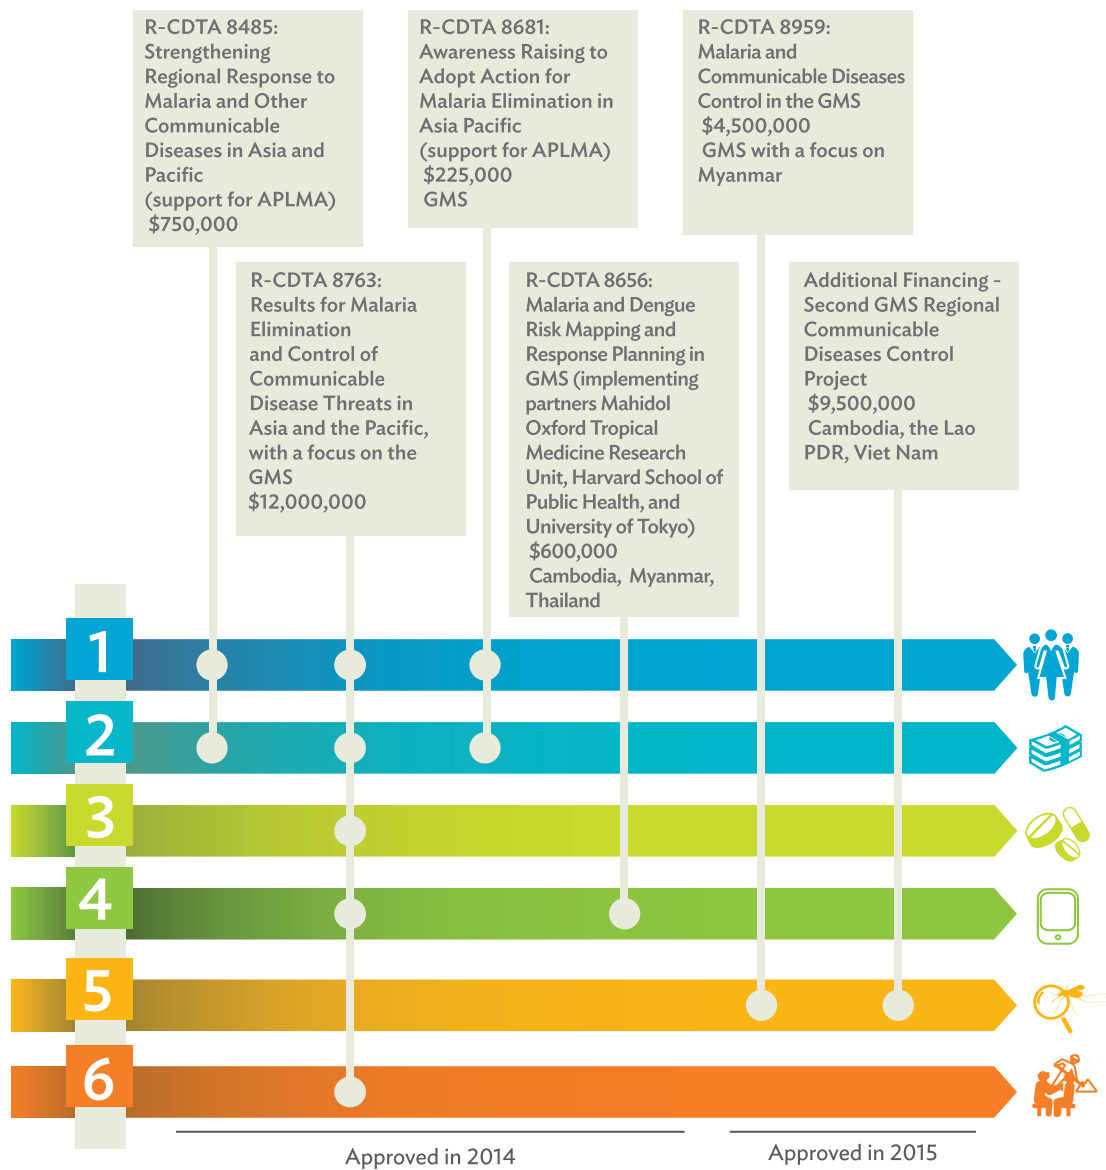 R-CDTA 8485:
Strengthening
Regional Response to
Malaria and Other
Communicable
Diseases in Asia and
Pacific
(support for APLMA)
$750,000
R-CDTA 8681:
Awareness Raising to
Adopt Action for
Malaria Elimination in
Asia Pacific
(support for APLMA)
$225,000
GMS
R-CDTA 8959:
Malaria and
Communicable Diseases
Control in the GMS
$4,500,000
GMS with a focus on
Myanmar
R-CDTA 8763:
Results for Malaria
Elimination
and Control of
Communicable
Disease Threats in
Asia and the Pacific,
with a focus on the
GMS
$12,000,000
R-CDTA 8656:
Malaria and Dengue
Risk Mapping and
Response Planning in
GMS (implementing
partners Mahidol
Oxford Tropical
Medicine Research
Unit, Harvard School of
Public Health, and
University of Tokyo)
$600,000
Cambodia, Myanmar,
Thailand
Additional Financing -
Second GMS Regional
Communicable
Diseases Control
Project
$9,500,000
Cambodia, the Lao
PDR, Viet Nam
1
2
3
4
5
6
Approved in 2014
Approved in 2015